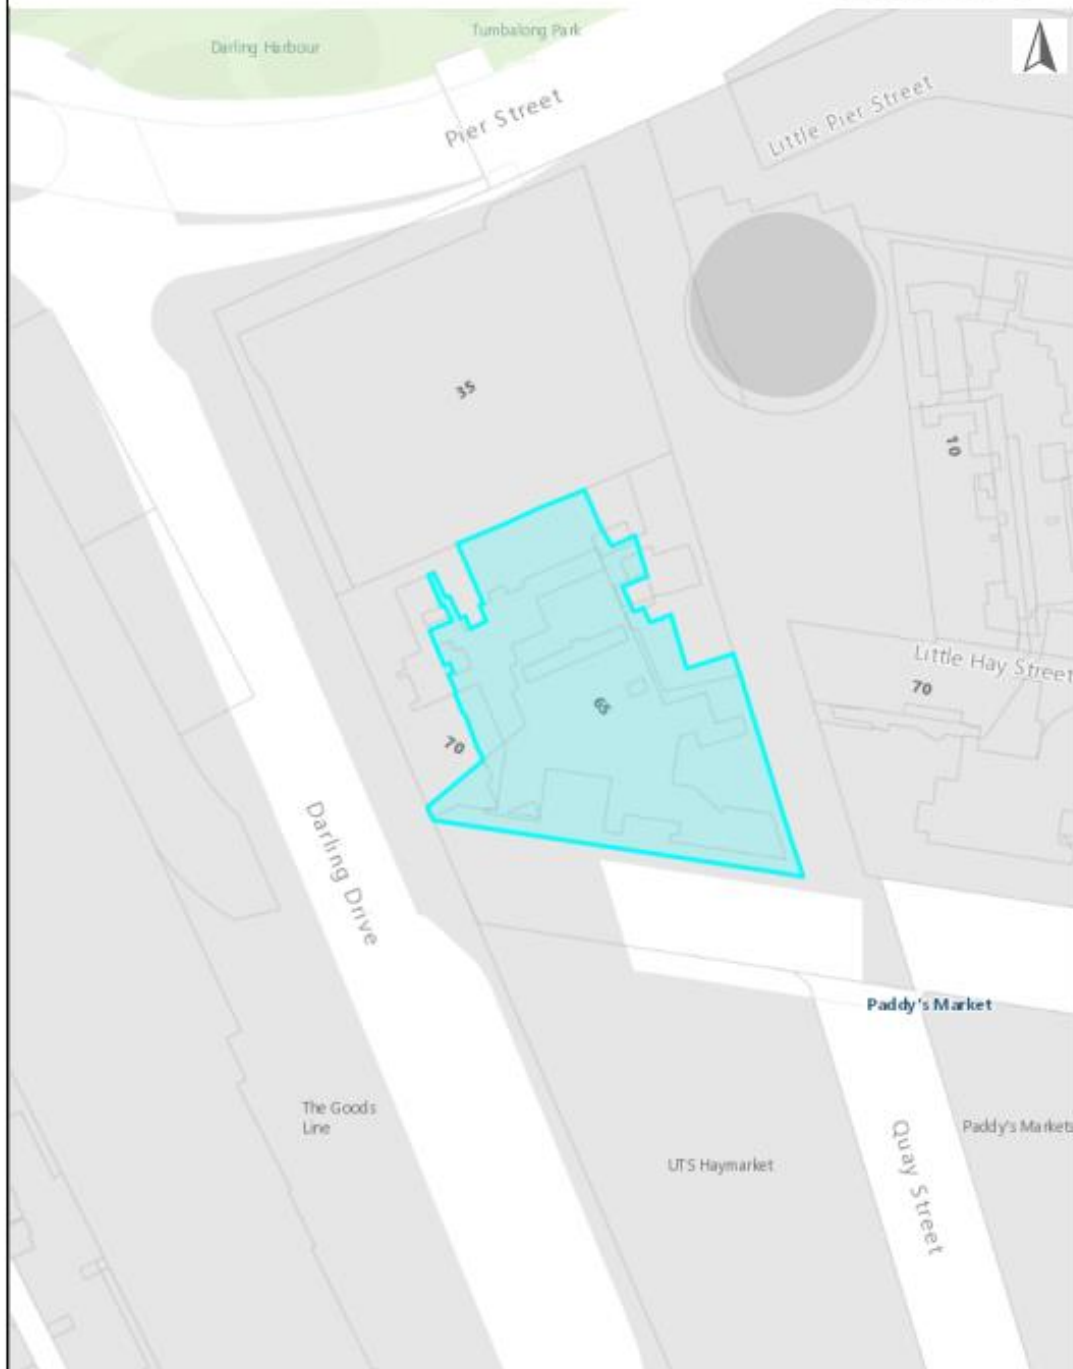 Tumbalong Park
Darling Harbour
Pier Street
Little Pier Street
35
10
Little Hay Street
70
65
70
Darling Drive
Paddy's Market
The Goods
Line
Paddy's Markets
UTS Haymarket
Quay Street